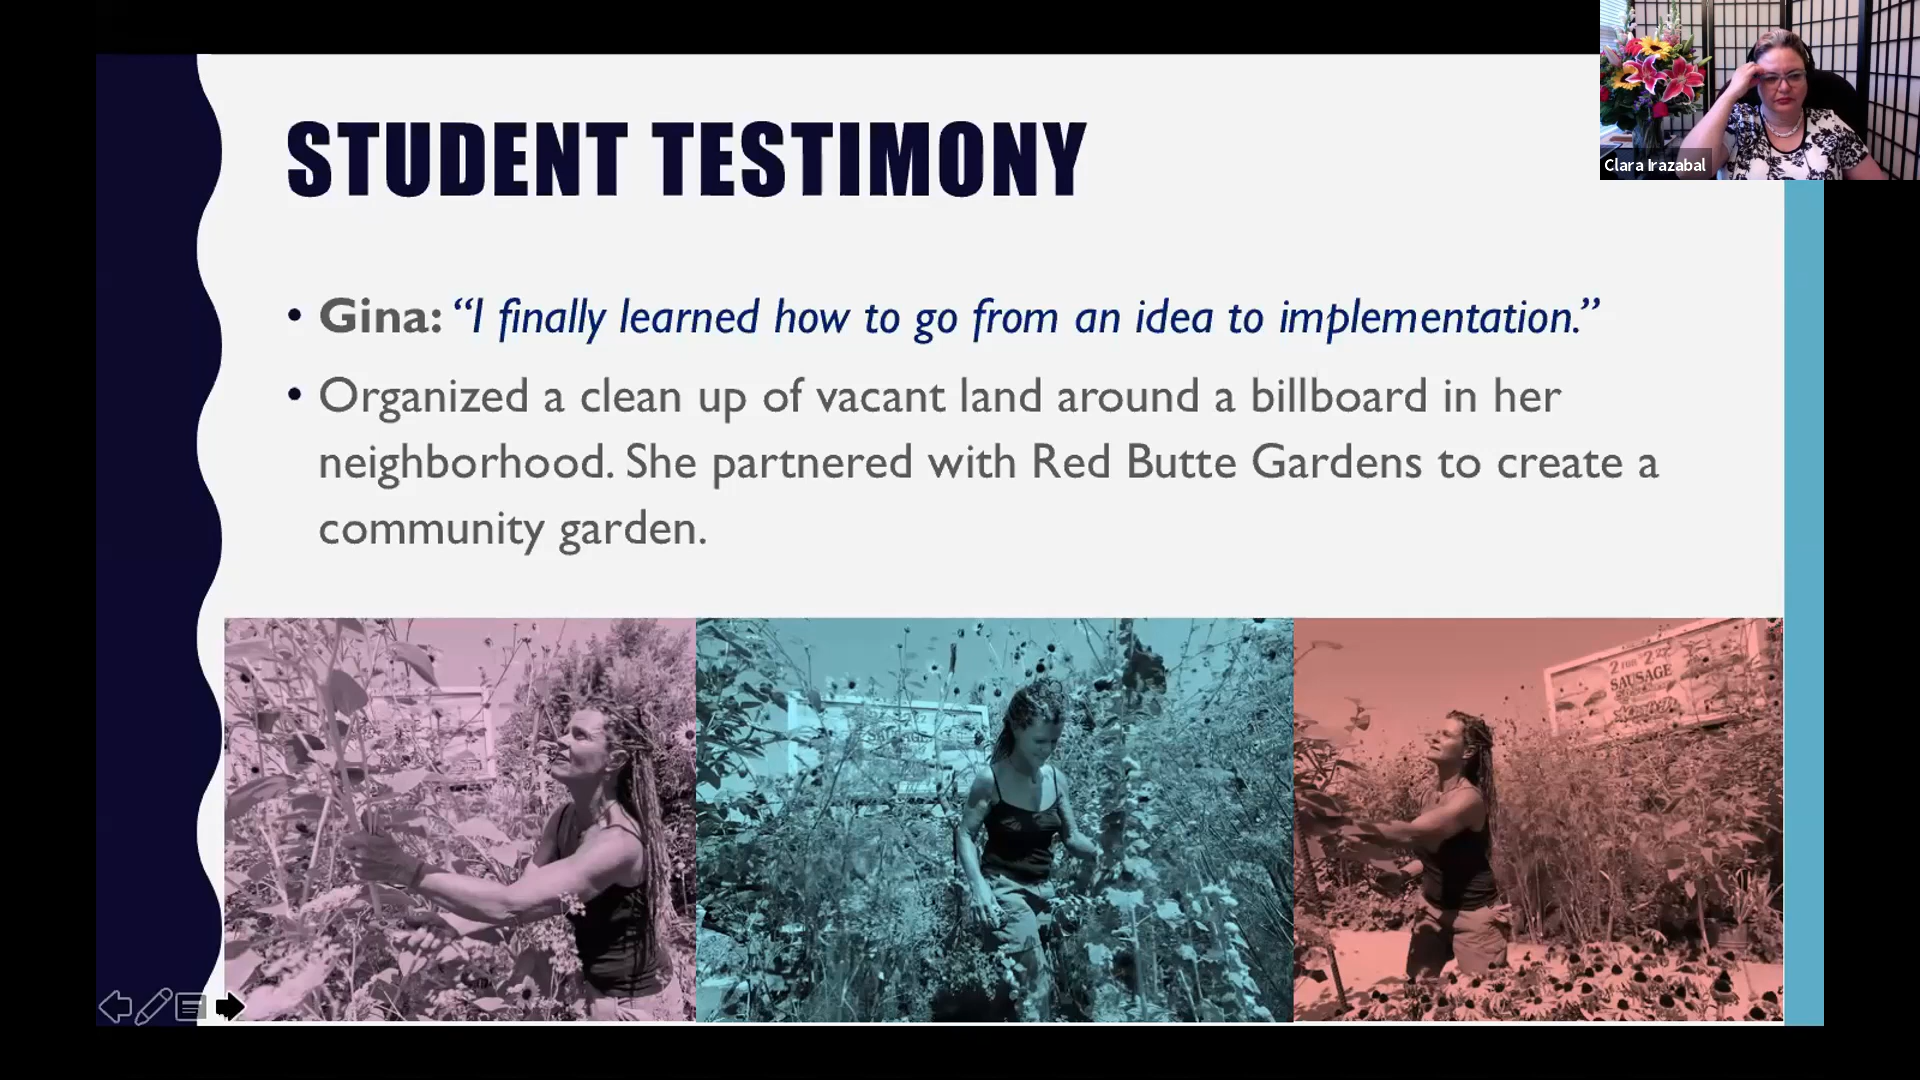 STUDENT TESTIMONY
Clara Irazabal
• Gina: “I finally learned how to go from an idea to implementation.”
• Organized a clean up of vacant land around a billboard in her
neighborhood. She partnered with Red Butte Gardens to create a
community garden.
2 FOR
SAUSAGE